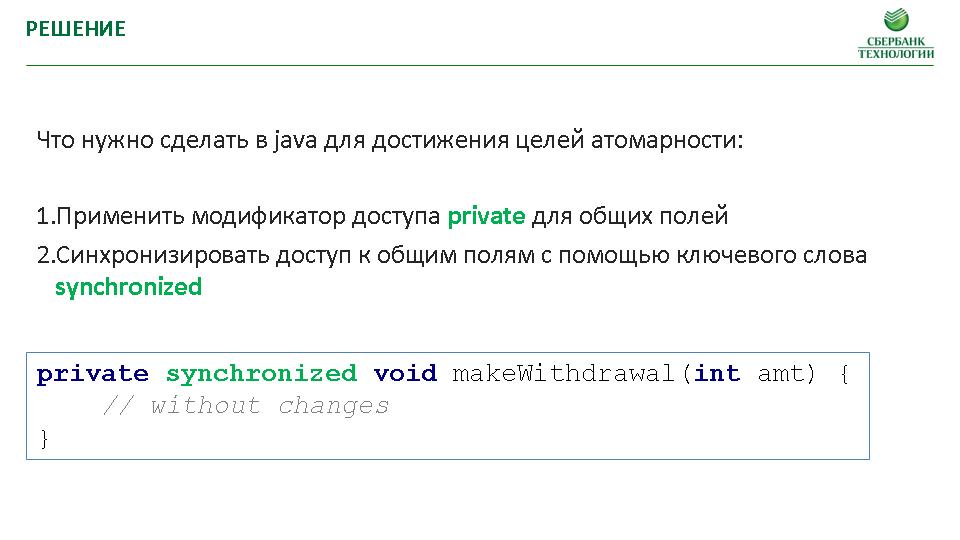 РЕШЕНИЕ
СБЕРБАНК
ТЕХНОЛОГИИ
Что нужно сделать в java для достижения целей атомарности:
1.Применить модификатор доступа private для общих полей
2.Синхронизировать доступ к общим полям с помощью ключевого слова
synchronized
private synchronized void makeWithdrawal(int amt) {
// without changes
}